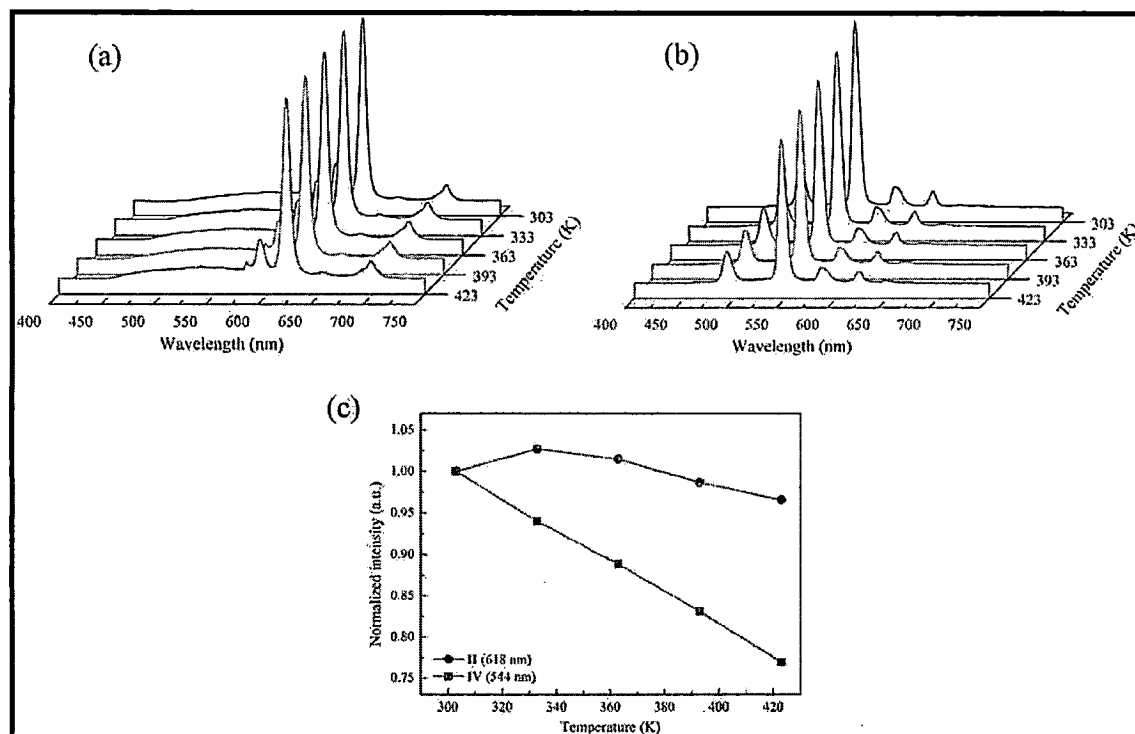 (a)
(b)
303
333
363
393
423
Temperature (K)
400 450 500 550 600 650 700 750
Wavelength (nm)
303
333
363
393
423
Temperature (K)
400 450 500 550 600 650 700 750
Wavelength (nm)
(c)
1.05
1.00
0.95
0.90
0.85
0.80
0.75
Normalized intensity (a.u.)
II (618 nm)
IV (544 nm)
300 320 340 360 380 400 420
Temperature (K)